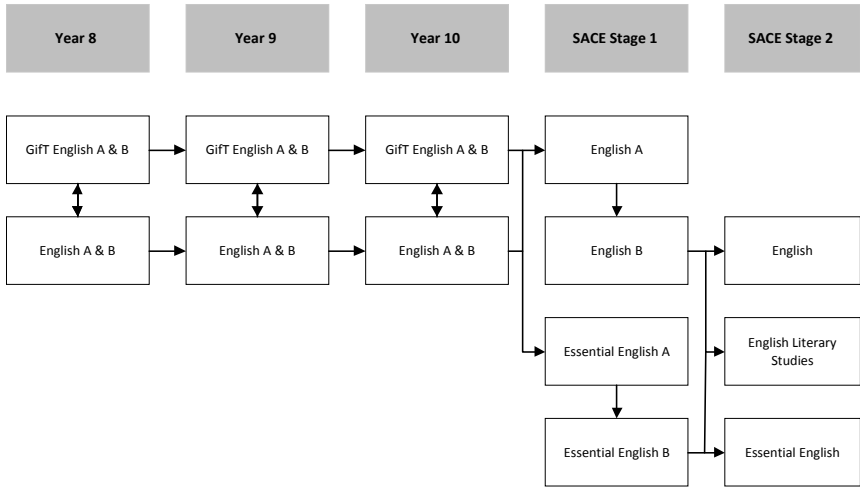 Year 8
Year 9
Year 10
SACE Stage 1
SACE Stage 2
GifT English A & B
GifT English A & B
GifT English A & B
English A
English A & B
English A & B
English A & B
English B
English
Essential English A
English Literary
Studies
Essential English B
Essential English